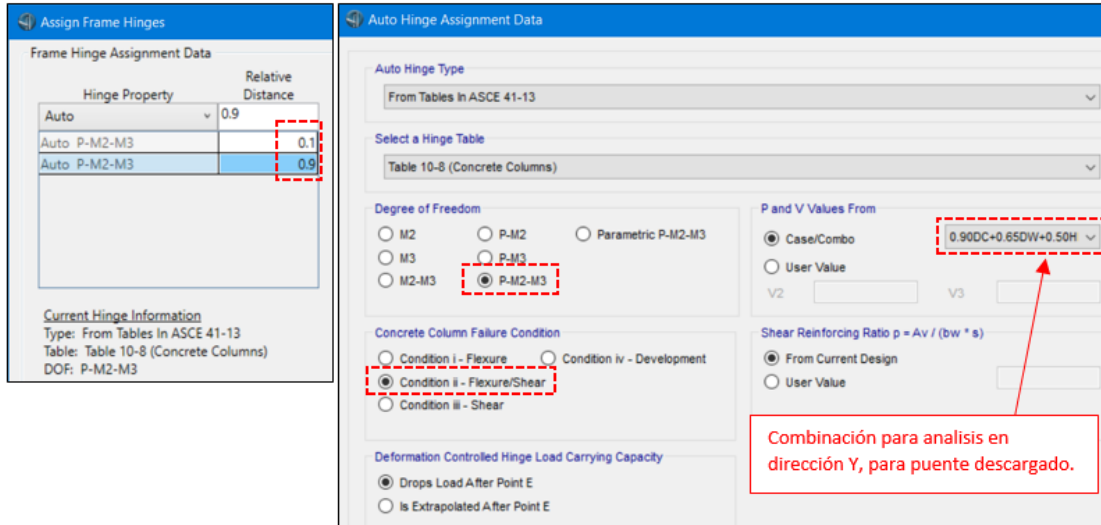 Assign Frame Hinges
Frame Hinge Assignment Data
Hinge Property
Relative
Distance
Auto
0.9
Auto P-M2-M3
0.1
Auto P-M2-M3
0.9
Current Hinge Information
Type: From Tables In ASCE 41-13
Table: Table 10-8 (Concrete Columns)
DOF: P-M2-M3
Auto Hinge Assignment Data
Auto Hinge Type
From Tables In ASCE 41-13
Select a Hinge Table
Table 10-8 (Concrete Columns)
Degree of Freedom
M2
P-M2
Parametric P-M2-M3
M3
P-M3
M2-M3
P-M2-M3
P and V Values From
Case/Combo
0.90DC+0.65DW+0.50H
User Value
V2
V3
Concrete Column Failure Condition
Condition i - Flexure
Condition iv - Development
Condition ii - Flexure/Shear
Condition iii - Shear
Shear Reinforcing Ratio p = Av / (bw * s)
From Current Design
User Value
Combinación para analisis en
dirección Y, para puente descargado.
Deformation Controlled Hinge Load Carrying Capacity
Drops Load After Point E
Is Extrapolated After Point E